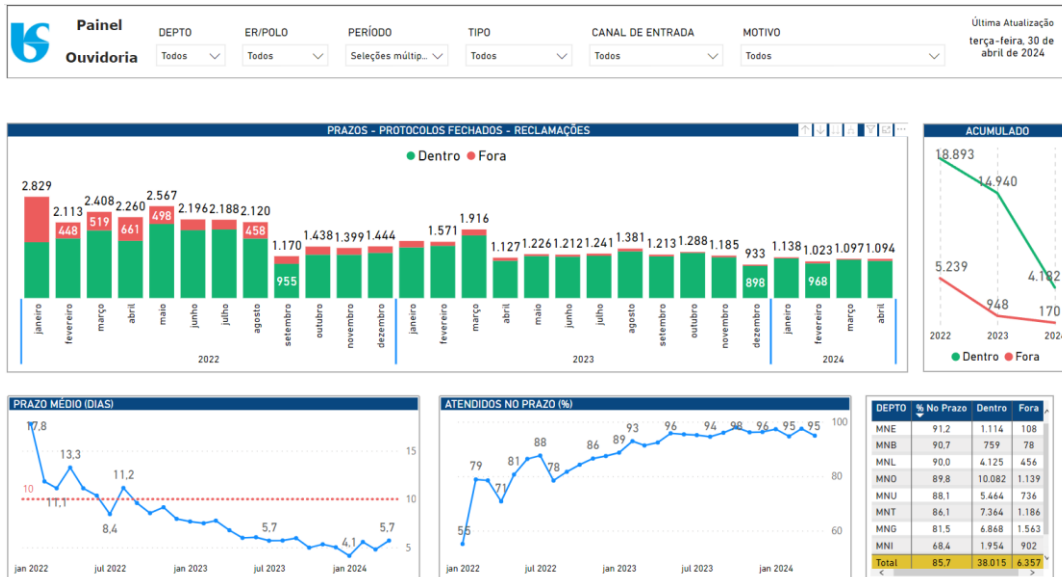 Painel
Ouvidoria
DEPTO
Todos
ER/POLO
Todos
PERÍODO
Seleções múltip...
TIPO
Todos
CANAL DE ENTRADA
Todos
MOTIVO
Todos
Última Atualização
terça-feira, 30 de
abril de 2024
PRAZOS - PROTOCOLOS FECHADOS - RECLAMAÇÕES
Dentro Fora
2.829 2.113 2.408 2.260 2.567 2.196 2.188 2.120 1.170 1.438 1.399 1.444 1.571 1.916 1.127 1.226 1.212 1.241 1.381 1.213 1.288 1.185 933 1.138 1.023 1.097 1.094
448 519 661 498 458
955 898 968
janeiro fevereiro março abril maio junho julho agosto setembro outubro novembro dezembro janeiro fevereiro março abril maio junho julho agosto setembro outubro novembro dezembro janeiro fevereiro março abril
2022 2023 2024
ACUMULADO
18.893
14.940
5.239
4.182
948
170
2022 2023 202
Dentro Fora
PRAZO MÉDIO (DIAS)
17,8
13,3
11,1
11,2
8,4
5,7
4,1
5,7
10
15
10
5
jan 2022 jul 2022 jan 2023 jul 2023 jan 2024
ATENDIDOS NO PRAZO (%)
55 79 71 81 88 78 86 89 93 96 94 98 96 95 95
100
80
60
jan 2022 jul 2022 jan 2023 jul 2023 jan 2024
DEPTO % No Prazo Dentro Fora
MNE 91,2 1.114 108
MNB 90,7 759 78
MNL 90,0 4.125 456
MNO 89,8 10.082 1.139
MNU 88,1 5.464 736
MNT 86,1 7.364 1.186
MNG 81,5 6.868 1.563
MNI 68,4 1.954 902
Total 85,7 38.015 6.357